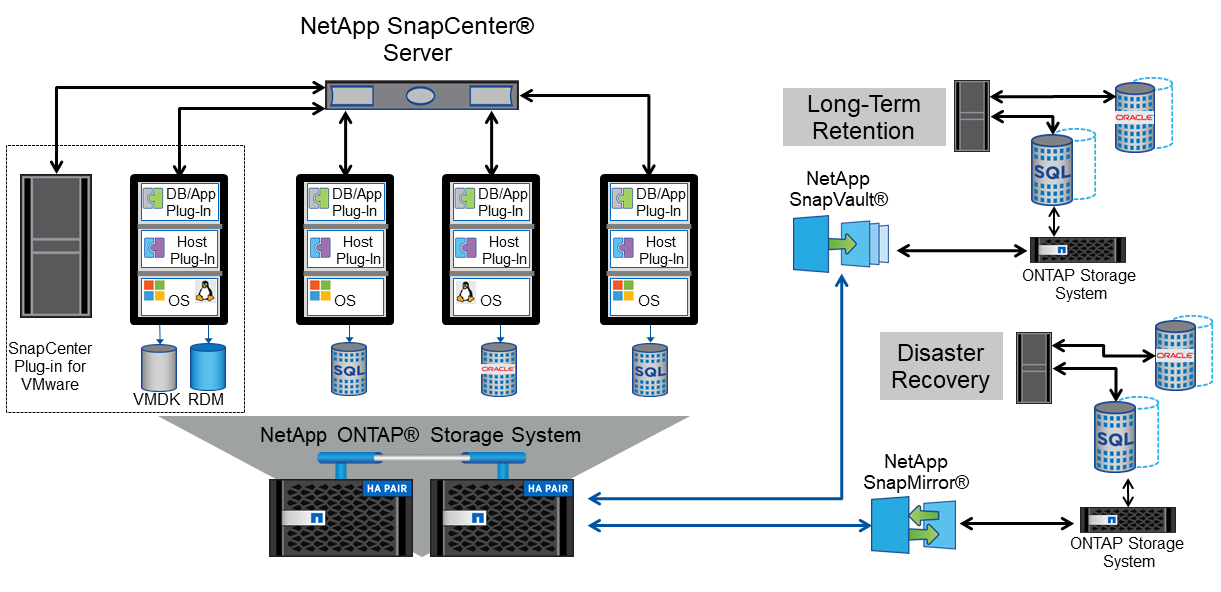 NetApp SnapCenter®
Server
DB/App
Plug-In
Host
Plug-In
OS
DB/App
Plug-In
Host
Plug-In
OS
DB/App
Plug-In
Host
Plug-In
OS
DB/App
Plug-In
Host
Plug-In
OS
SnapCenter
Plug-in for
VMware
VMDK
RDM
SQL
ORACLE
SQL
NetApp ONTAP® Storage System
HA PAIR
HA PAIR
Long-Term
Retention
ORACLE
SQL
NetApp
SnapVault®
ONTAP Storage
System
Disaster
Recovery
ORACLE
SQL
NetApp
SnapMirror®
ONTAP Storage
System